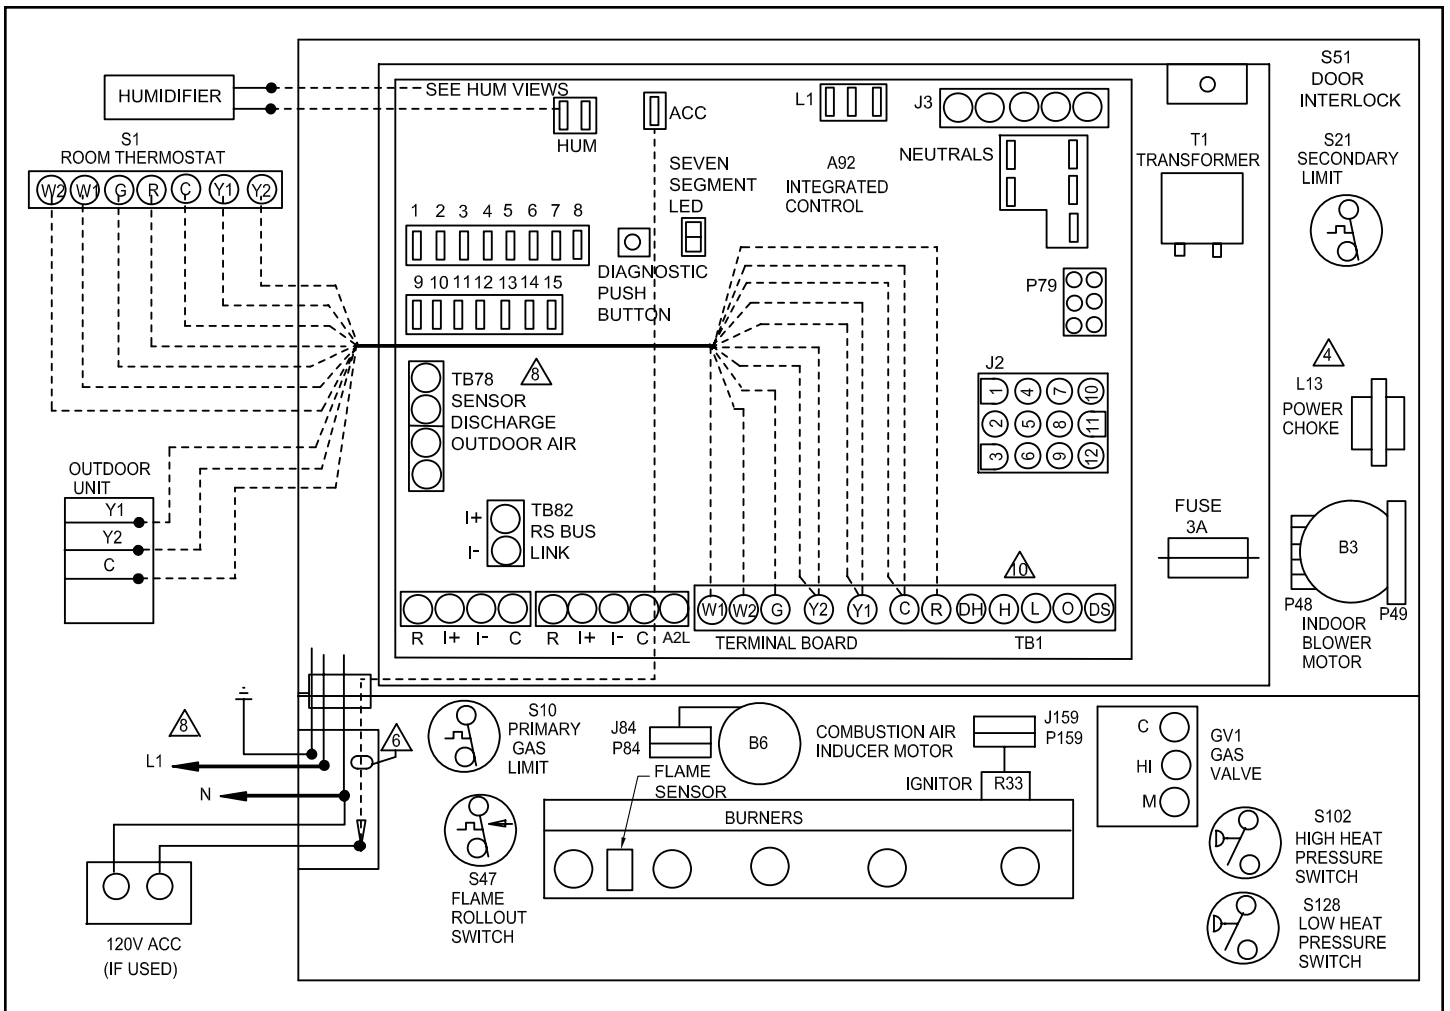 HUMIDIFIER
SEE HUM VIEWS
HUM
ACC
L1
J3
S51
DOOR
INTERLOCK
S1
ROOM THERMOSTAT
W2 W1 G R C Y1 Y2
SEVEN
SEGMENT
LED
A92
INTEGRATED
CONTROL
NEUTRALS
T1
TRANSFORMER
S21
SECONDARY
LIMIT
1 2 3 4 5 6 7 8
DIAGNOSTIC
PUSH
BUTTON
9 10 11 12 13 14 15
P79
TB78
SENSOR
DISCHARGE
OUTDOOR AIR
8
J2
1 4 7 10
2 5 8 11
3 6 9 12
4
L13
POWER
CHOKE
OUTDOOR
UNIT
Y1
Y2
C
I+
I-
TB82
RS BUS
LINK
FUSE
3A
B3
P48
P49
INDOOR
BLOWER
MOTOR
10
W1 W2 G Y2 Y1 C R DH H L O DS
R I+ I- C
R I+ I- C A2L
TERMINAL BOARD
TB1
8
L1
N
6
S10
PRIMARY
GAS
LIMIT
J84
P84
B6
COMBUSTION AIR
INDUCER MOTOR
J159
P159
FLAME
SENSOR
IGNITOR
R33
C
HI
M
GV1
GAS
VALVE
BURNERS
S47
FLAME
ROLLOUT
SWITCH
S102
HIGH HEAT
PRESSURE
SWITCH
S128
LOW HEAT
PRESSURE
SWITCH
120V ACC
(IF USED)